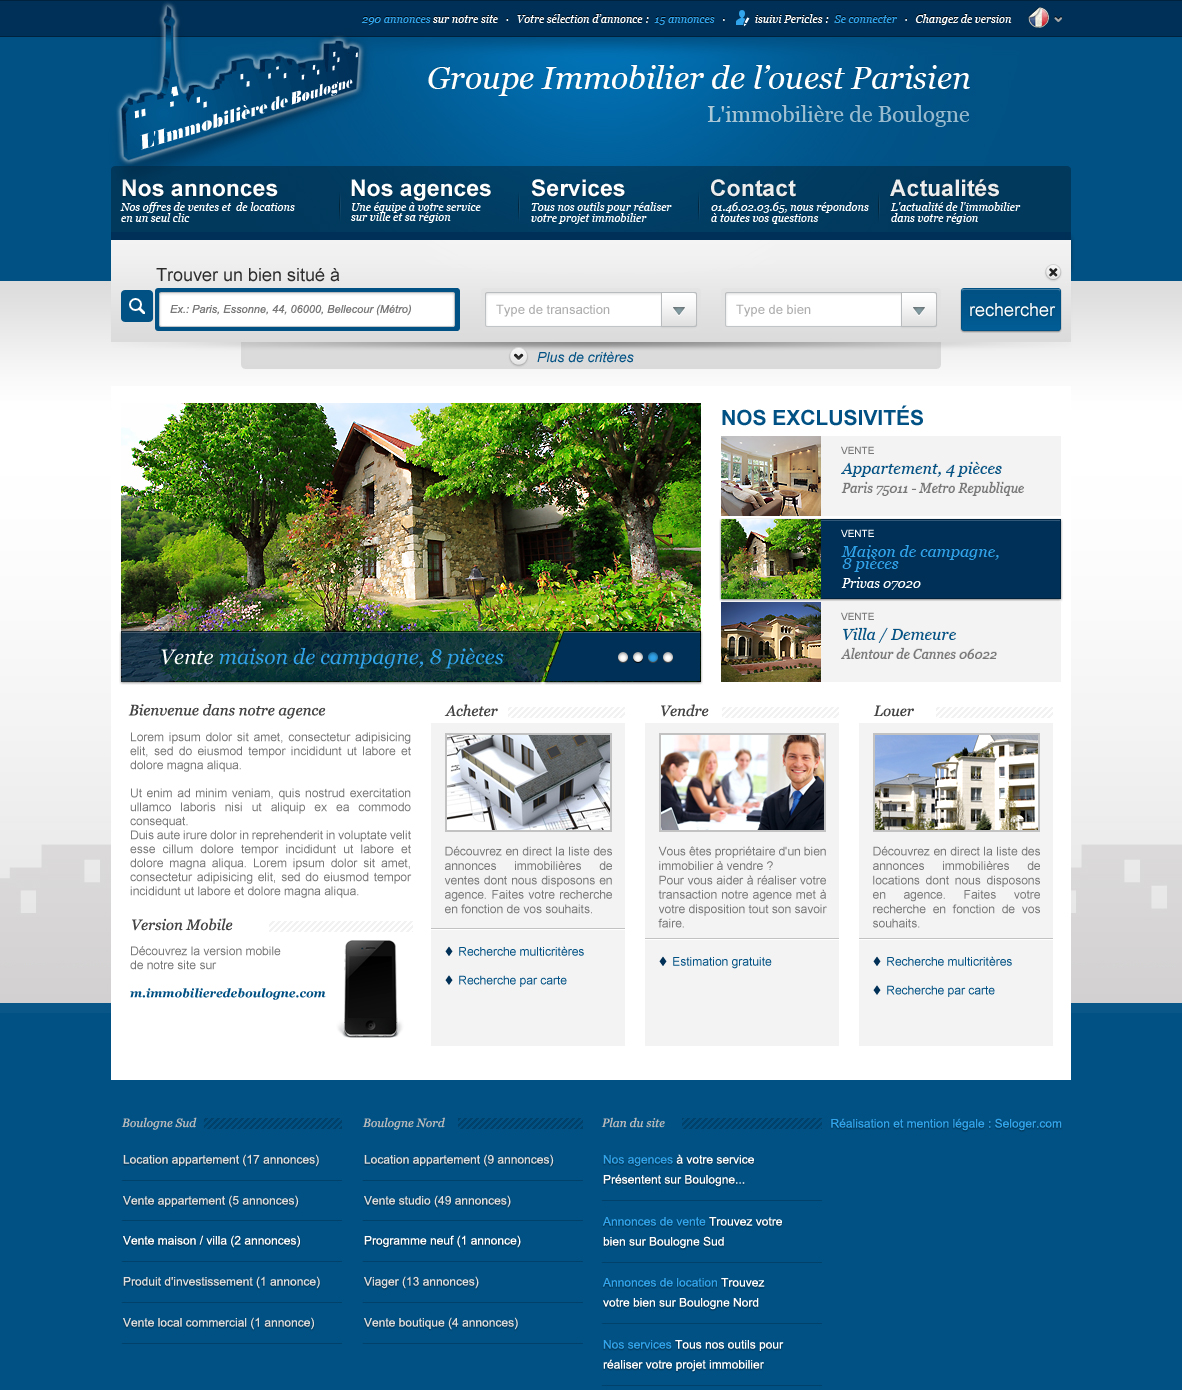 290 annonces sur notre site · Votre sélection d'annonce : 15 annonces · isuivi Pericles : Se connecter · Changez de version
L'Immobilière de Boulogne
Groupe Immobilier de l'ouest Parisien
L'immobilière de Boulogne
Nos annonces
Nos offres de ventes et de locations
en un seul clic
Nos agences
Une équipe à votre service
sur ville et sa région
Services
Tous nos outils pour réaliser
votre projet immobilier
Contact
01.46.02.03.65, nous répondons
à toutes vos questions
Actualités
L'actualité de l'immobilier
dans votre région
Trouver un bien situé à
Ex.: Paris, Essonne, 44, 06000, Bellecour (Métro)
Type de transaction
Type de bien
rechercher
Plus de critères
Vente maison de campagne, 8 pièces
NOS EXCLUSIVITÉS
VENTE
Appartement, 4 pièces
Paris 75011 - Metro Republique
VENTE
Maison de campagne,
8 pièces
Privas 07020
VENTE
Villa / Demeure
Alentour de Cannes 06022
Bienvenue dans notre agence
Lorem ipsum dolor sit amet, consectetur adipisicing
elit, sed do eiusmod tempor incididunt ut labore et
dolore magna aliqua.
Ut enim ad minim veniam, quis nostrud exercitation
ullamco laboris nisi ut aliquip ex ea commodo
consequat.
Duis aute irure dolor in reprehenderit in voluptate velit
esse cillum dolore tempor incididunt ut labore et
dolore magna aliqua. Lorem ipsum dolor sit amet,
consectetur adipisicing elit, sed do eiusmod tempor
incididunt ut labore et dolore magna aliqua.
Version Mobile
Découvrez la version mobile
de notre site sur
m.immobilieredeboulogne.com
Acheter
Découvrez en direct la liste des
annonces immobilières de
ventes dont nous disposons en
agence. Faites votre recherche
en fonction de vos souhaits.
Recherche multicritères
Recherche par carte
Vendre
Vous êtes propriétaire d'un bien
immobilier à vendre ?
Pour vous aider à réaliser votre
transaction notre agence met à
votre disposition tout son savoir
faire.
Estimation gratuite
Louer
Découvrez en direct la liste des
annonces immobilières de
locations dont nous disposons
en agence. Faites votre
recherche en fonction de vos
souhaits.
Recherche multicritères
Recherche par carte
Boulogne Sud
Location appartement (17 annonces)
Vente appartement (5 annonces)
Vente maison / villa (2 annonces)
Produit d'investissement (1 annonce)
Vente local commercial (1 annonce)
Boulogne Nord
Location appartement (9 annonces)
Vente studio (49 annonces)
Programme neuf (1 annonce)
Viager (13 annonces)
Vente boutique (4 annonces)
Plan du site
Nos agences à votre service
Présentent sur Boulogne...
Annonces de vente Trouvez votre
bien sur Boulogne Sud
Annonces de location Trouvez
votre bien sur Boulogne Nord
Nos services Tous nos outils pour
réaliser votre projet immobilier
Réalisation et mention légale : Seloger.com